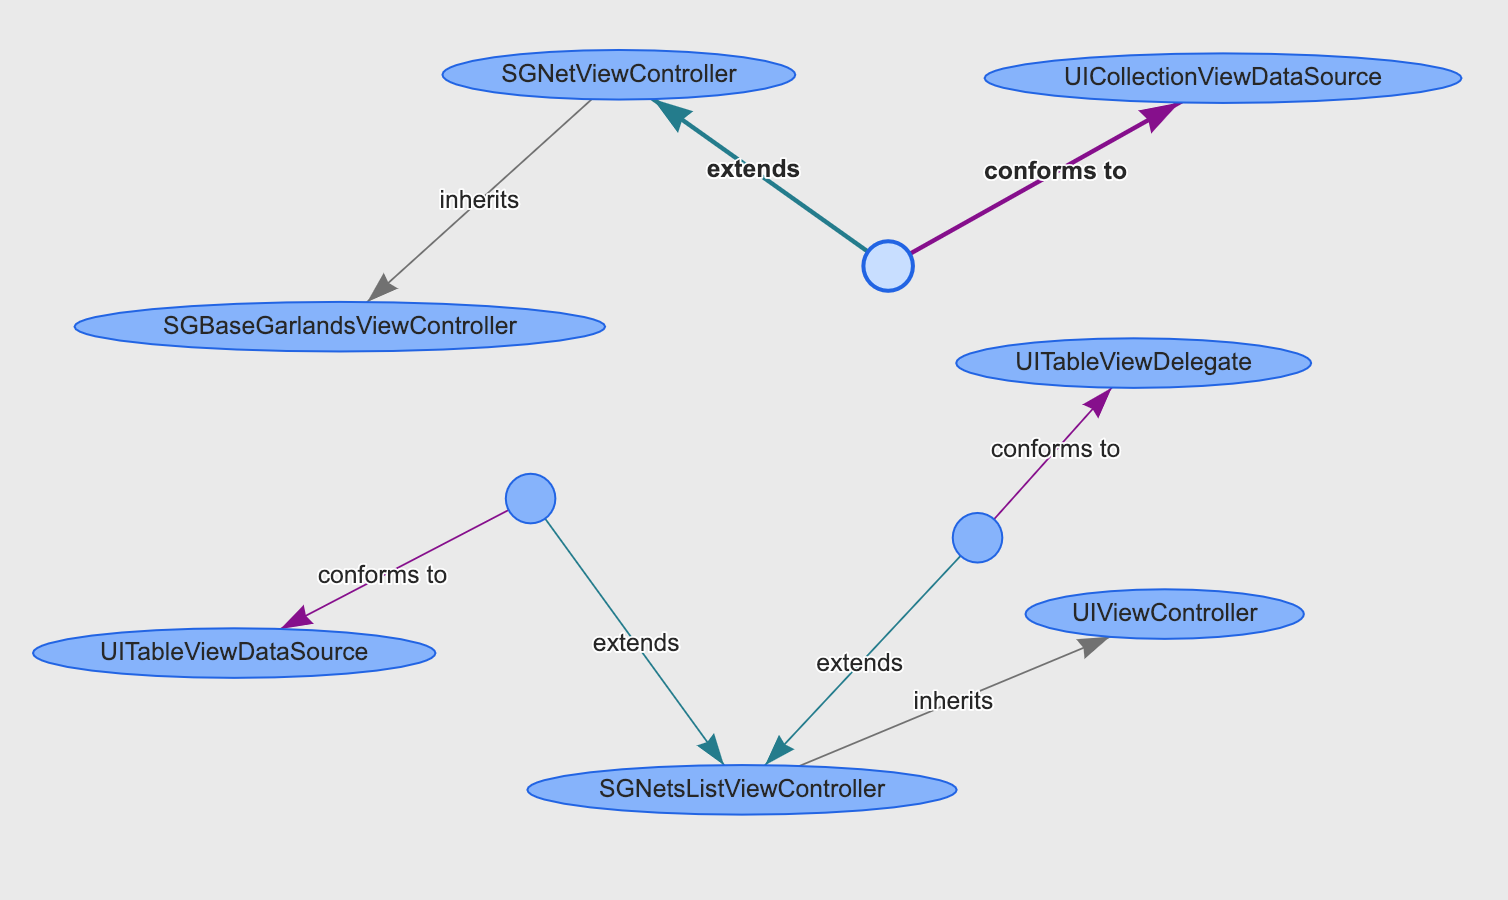 SGNetViewController
UICollectionViewDataSource
extends
conforms to
inherits
SGBaseGarlandsViewController
UITableViewDelegate
conforms to
conforms to
UIViewController
extends
UITableViewDataSource
extends
inherits
SGNetsListViewController